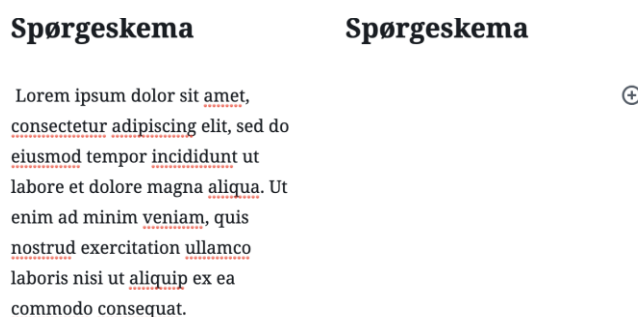 Spørgeskema
Lorem ipsum dolor sit amet,
consectetur adipiscing elit, sed do
eiusmod tempor incididunt ut
labore et dolore magna aliqua. Ut
enim ad minim veniam, quis
nostrud exercitation ullamco
laboris nisi ut aliquip ex ea
commodo consequat.
Spørgeskema